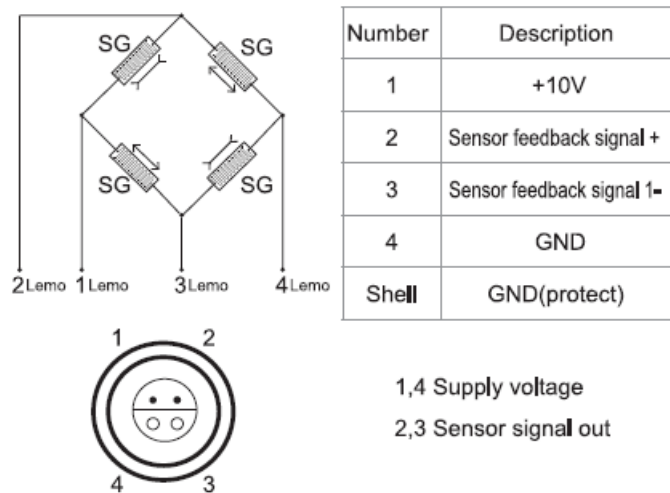 SG SG
SG SG
2Lemo 1Lemo 3Lemo 4Lemo
Number Description
1 +10V
2 Sensor feedback signal +
3 Sensor feedback signal 1-
4 GND
Shell GND(protect)
1 2
4 3
1,4 Supply voltage
2,3 Sensor signal out